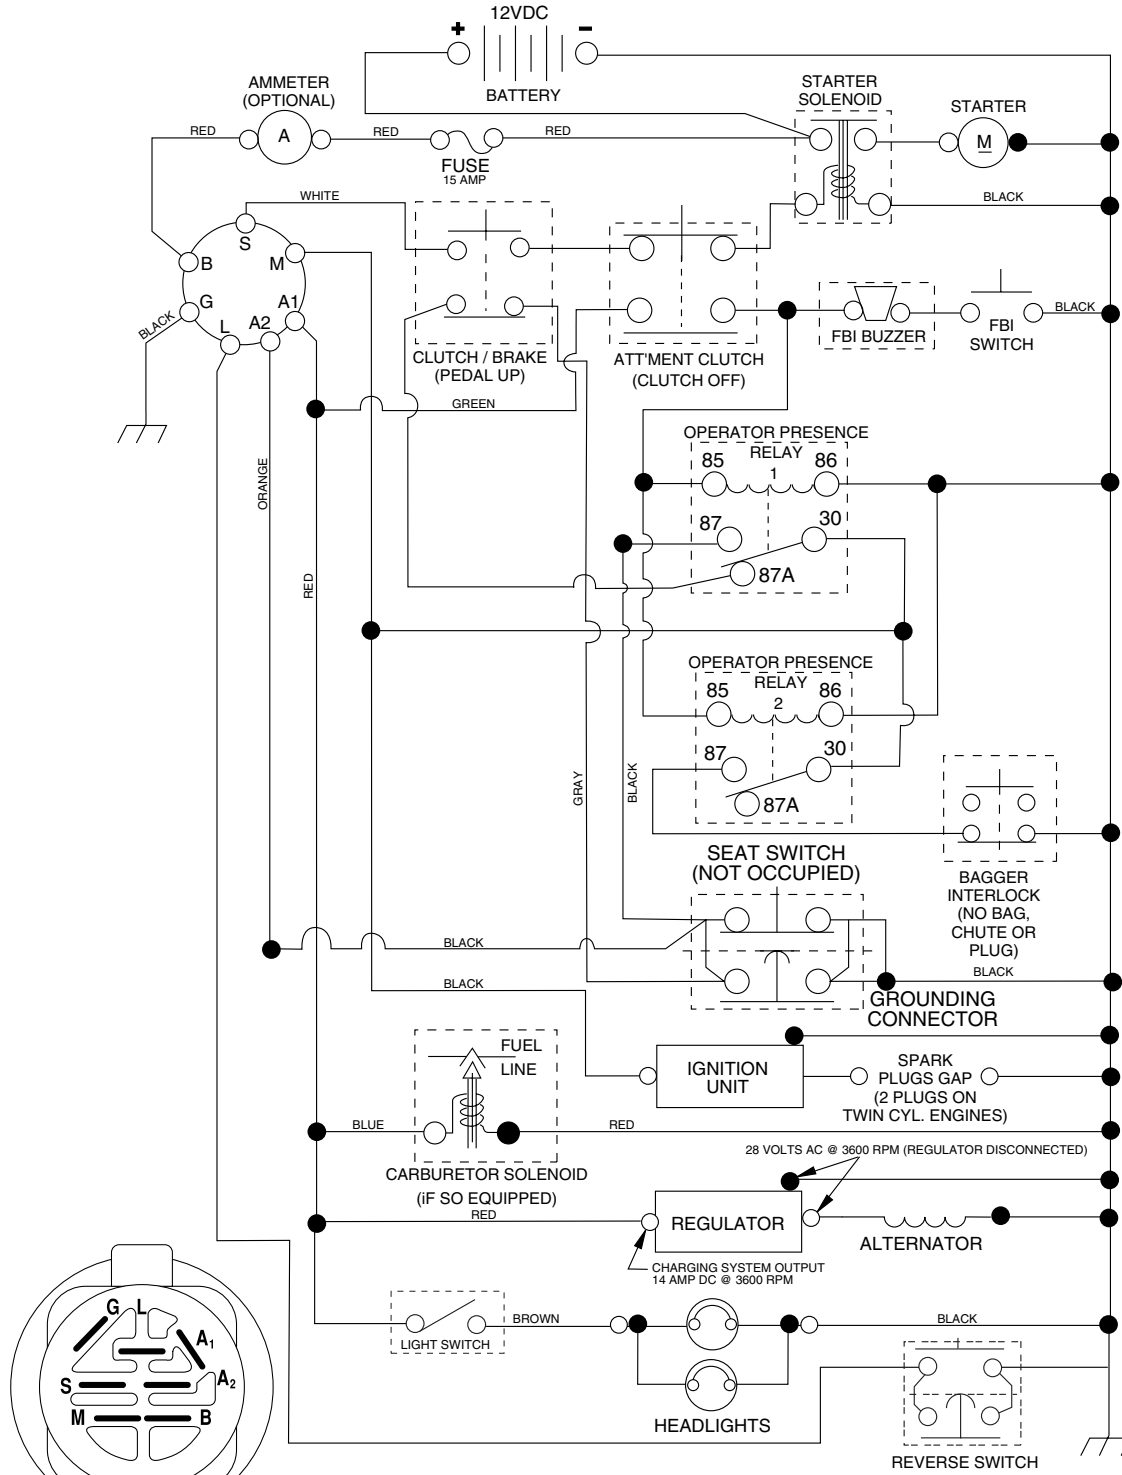 12VDC
+
–
BATTERY
AMMETER
(OPTIONAL)
STARTER
SOLENOID
STARTER
RED
A
RED
RED
FUSE
15 AMP
M
WHITE
BLACK
S
B
M
G
A1
A2
L
BLACK
CLUTCH / BRAKE
(PEDAL UP)
ATT'MENT CLUTCH
(CLUTCH OFF)
FBI BUZZER
FBI
SWITCH
BLACK
GREEN
OPERATOR PRESENCE
RELAY
1
85
86
87
30
87A
ORANGE
RED
OPERATOR PRESENCE
RELAY
2
85
86
87
30
87A
GRAY
BLACK
SEAT SWITCH
(NOT OCCUPIED)
BAGGER
INTERLOCK
(NO BAG,
CHUTE OR
PLUG)
BLACK
BLACK
BLACK
GROUNDING
CONNECTOR
FUEL
LINE
IGNITION
UNIT
SPARK
PLUGS GAP
(2 PLUGS ON
TWIN CYL. ENGINES)
BLUE
RED
CARBURETOR SOLENOID
(iF SO EQUIPPED)
28 VOLTS AC @ 3600 RPM (REGULATOR DISCONNECTED)
RED
REGULATOR
ALTERNATOR
CHARGING SYSTEM OUTPUT
14 AMP DC @ 3600 RPM
LIGHT SWITCH
BROWN
BLACK
HEADLIGHTS
REVERSE SWITCH
G
L
A1
A2
S
M
B